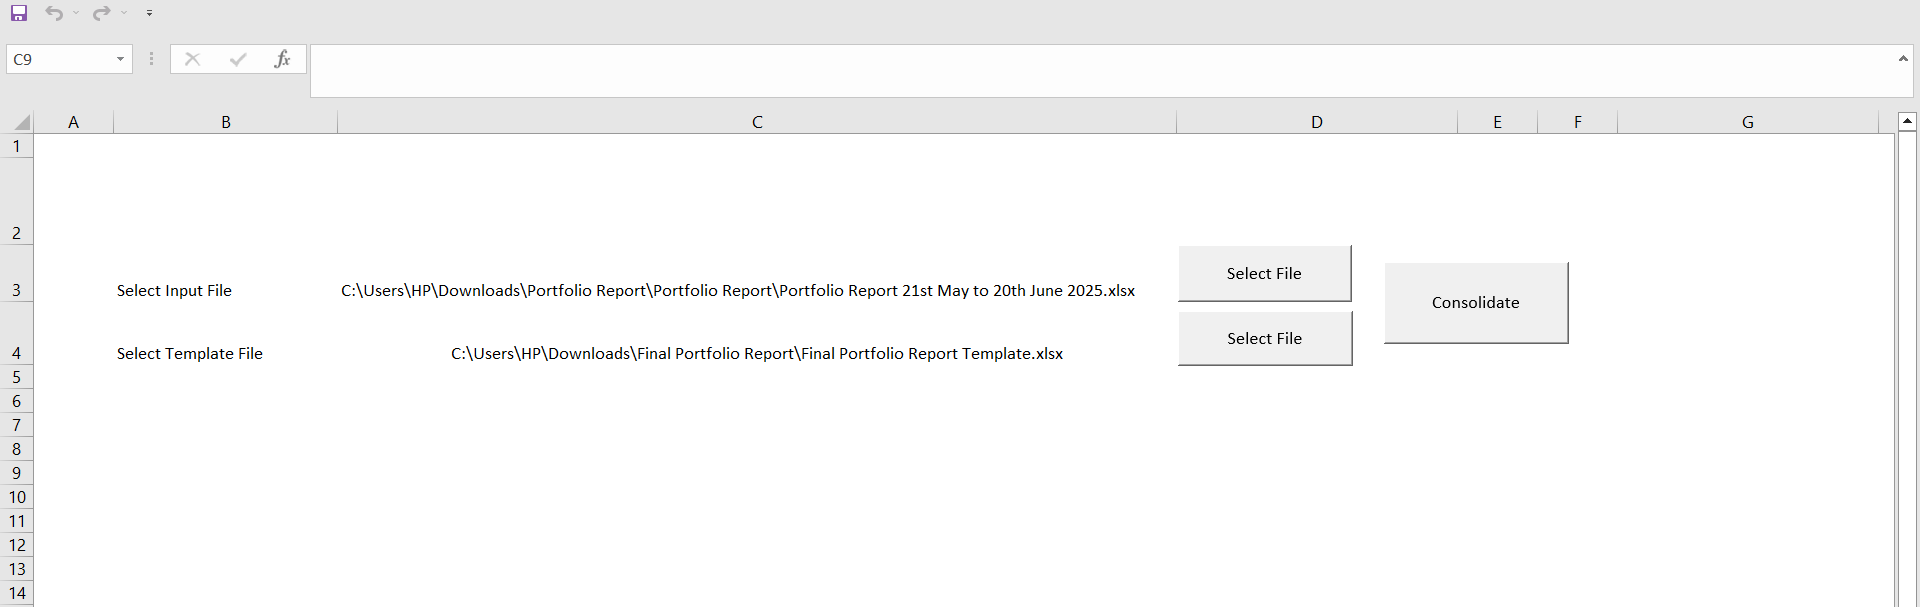 C9
fx
A B C D E F G
1
2
3 Select Input File C:\Users\HP\Downloads\Portfolio Report\Portfolio Report\Portfolio Report 21st May to 20th June 2025.xlsx Select File
Consolidate
4 Select Template File C:\Users\HP\Downloads\Final Portfolio Report\Final Portfolio Report Template.xlsx Select File
5
6
7
8
9
10
11
12
13
14